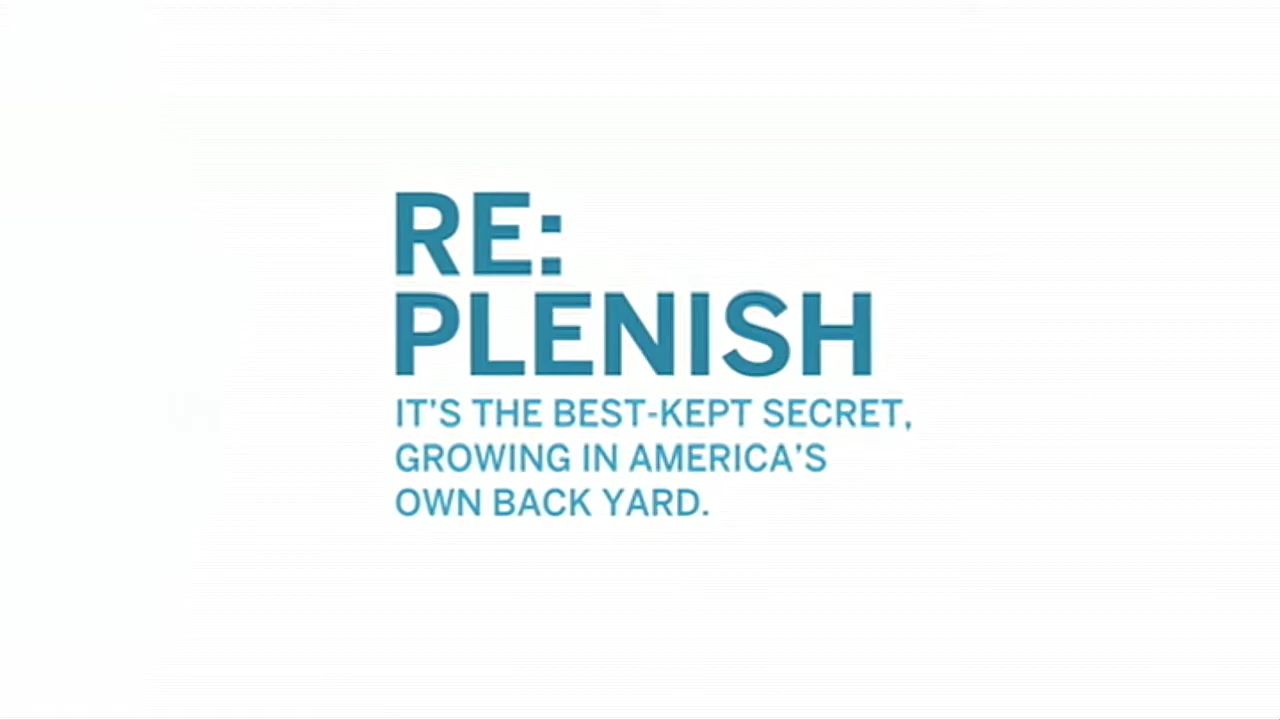 RE:
PLENISH
IT'S THE BEST-KEPT SECRET,
GROWING IN AMERICA'S
OWN BACK YARD.